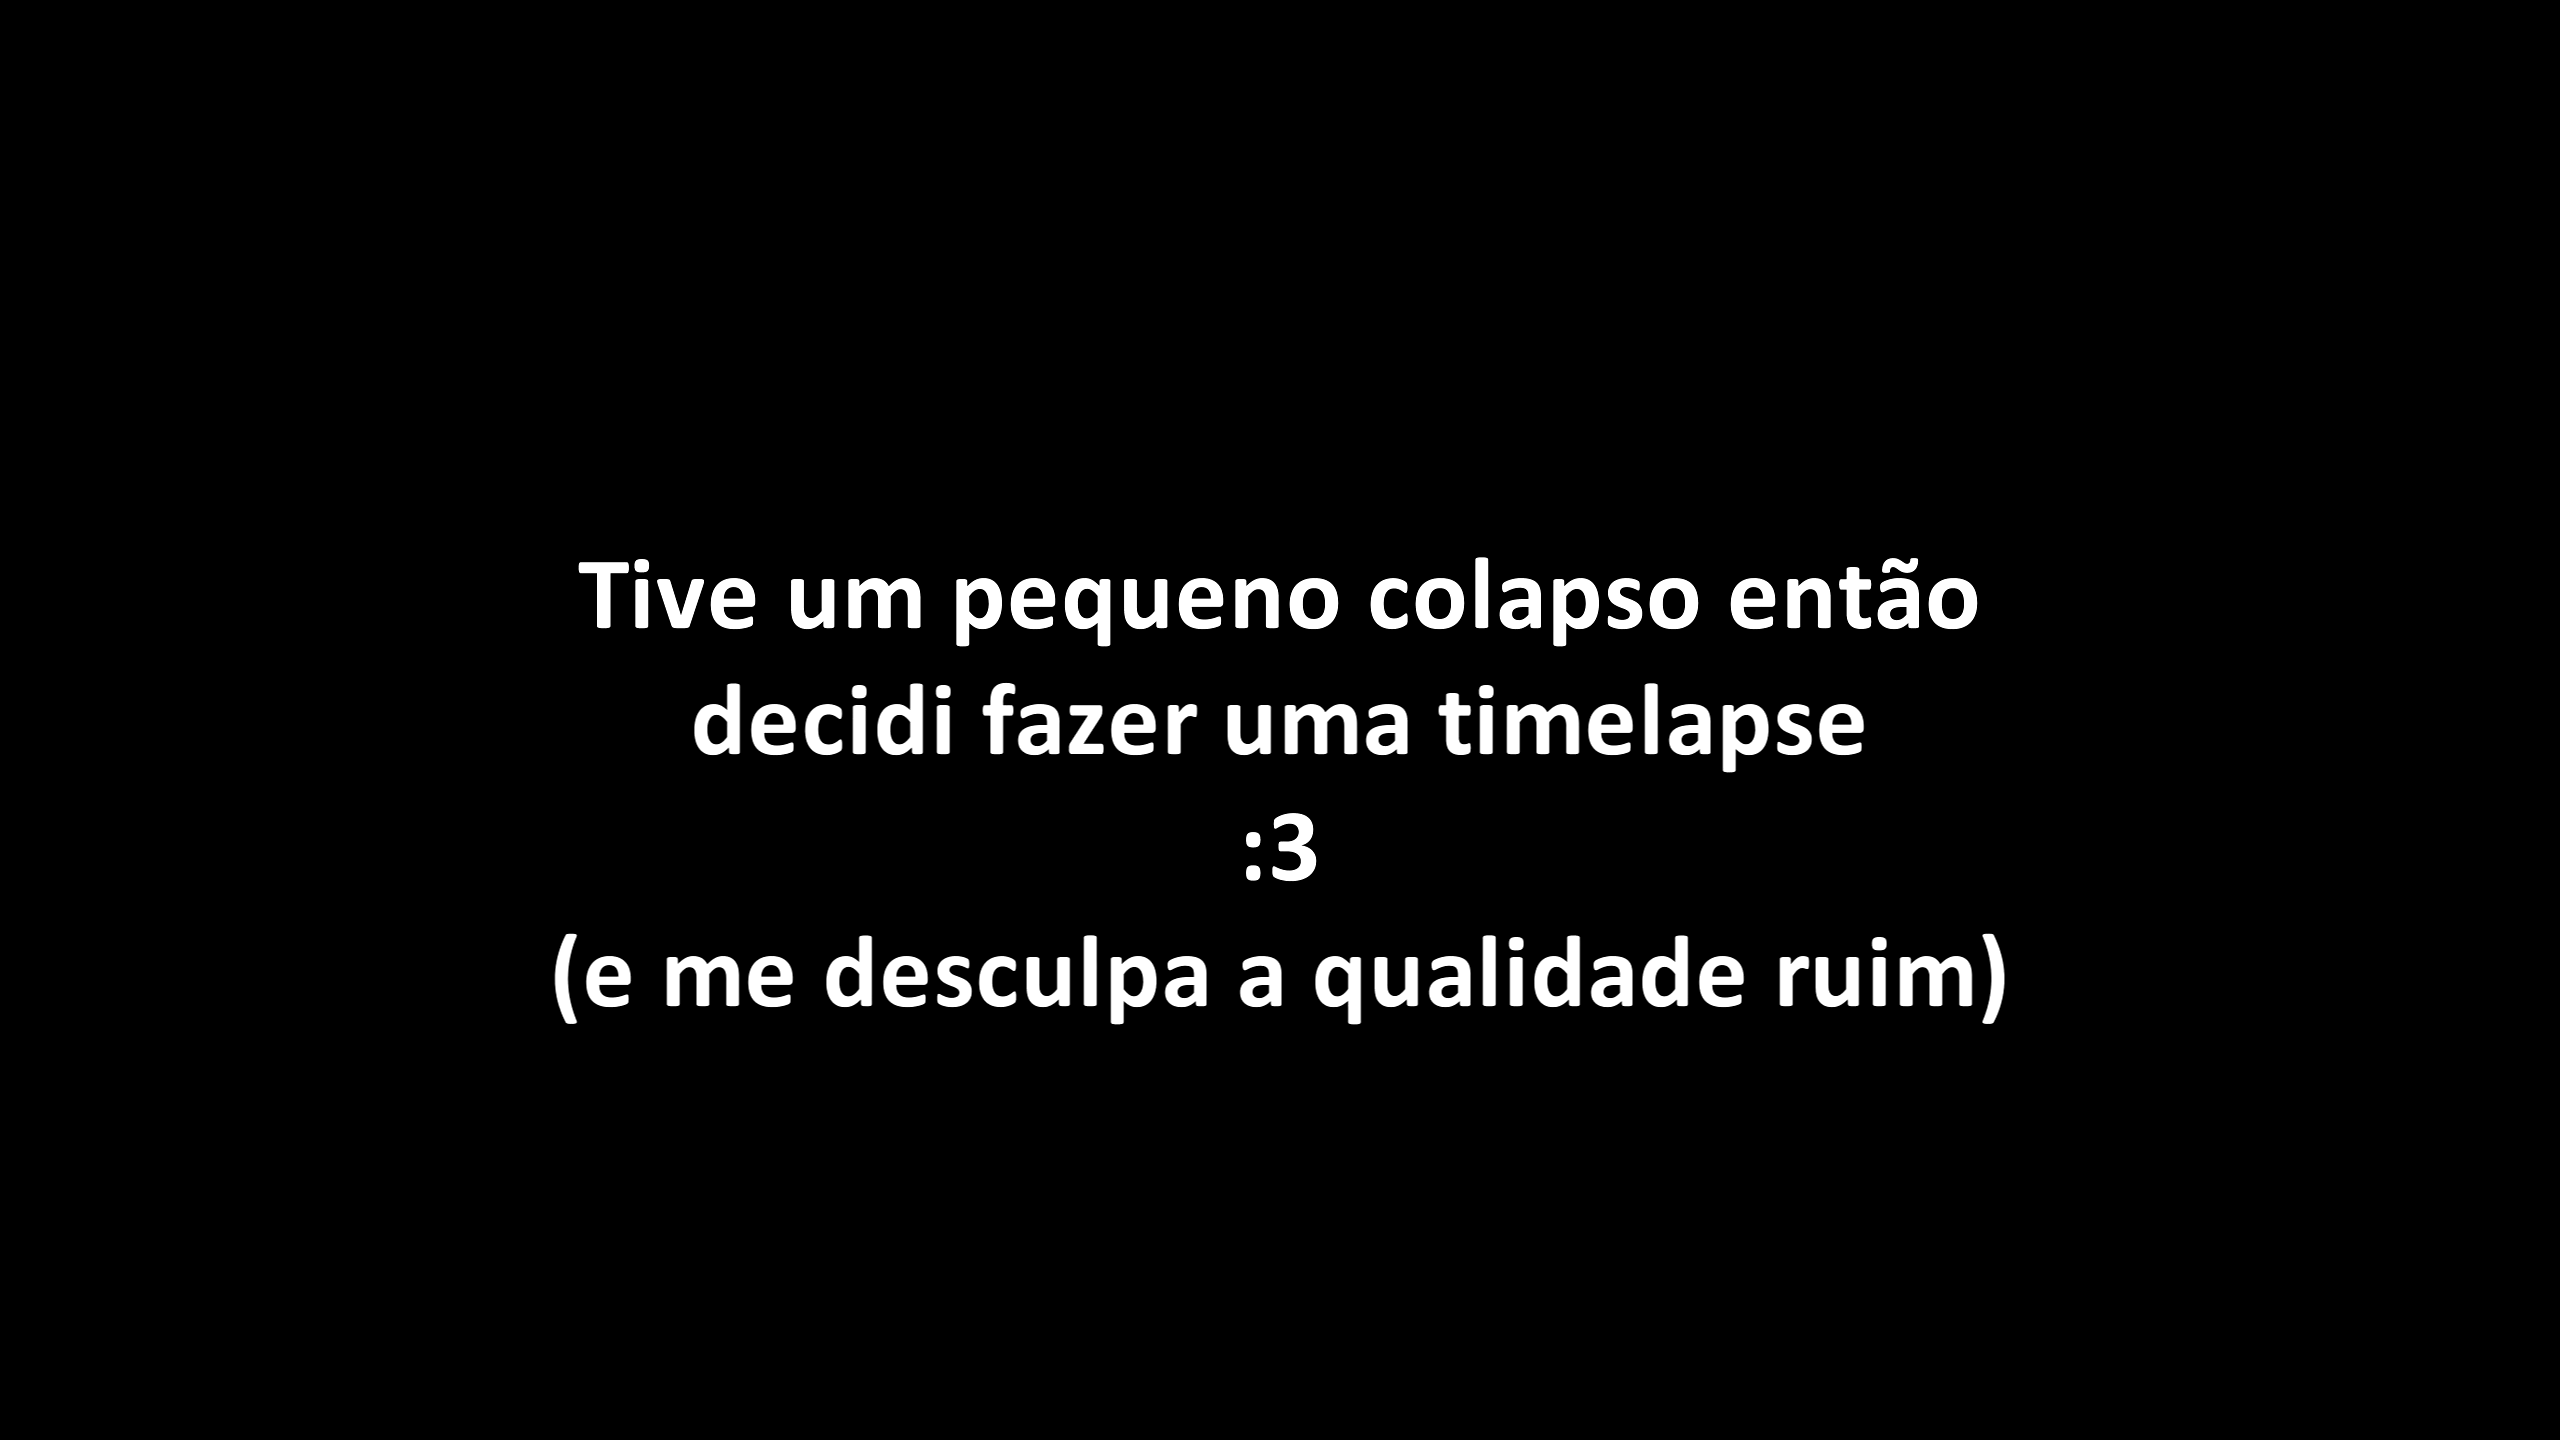 Tive um pequeno colapso então
decidi fazer uma timelapse
:3
(e me desculpa a qualidade ruim)